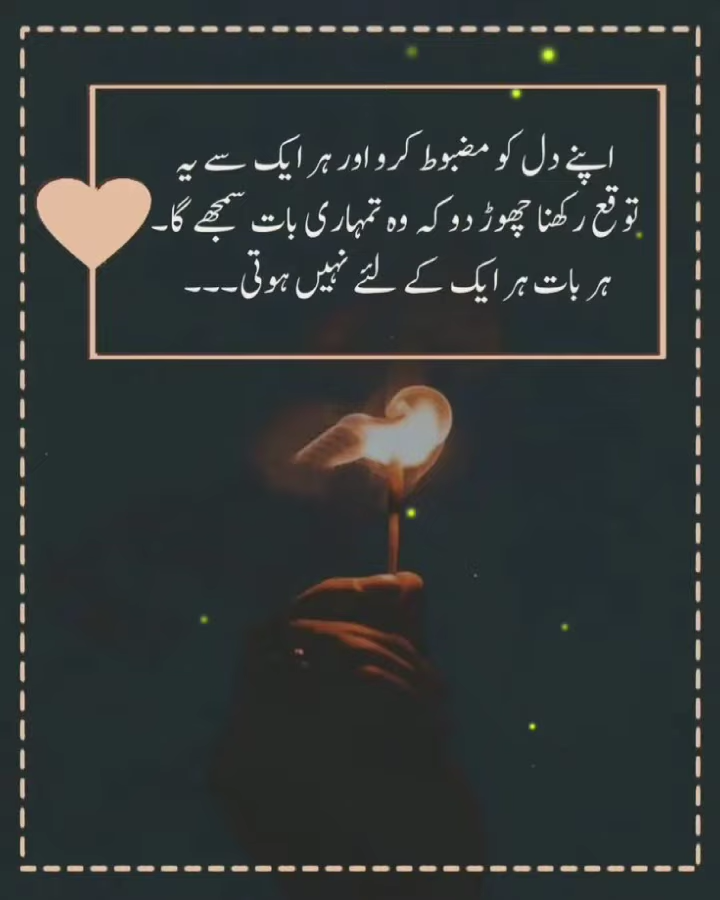 اپنے دل کو مضبوط کرو اور ہر ایک سے یہ
توقع رکھنا چھوڑ دو کہ وہ تمہاری بات سمجھے گا۔
ہر بات ہر ایک کے لئے نہیں ہوتی۔۔۔